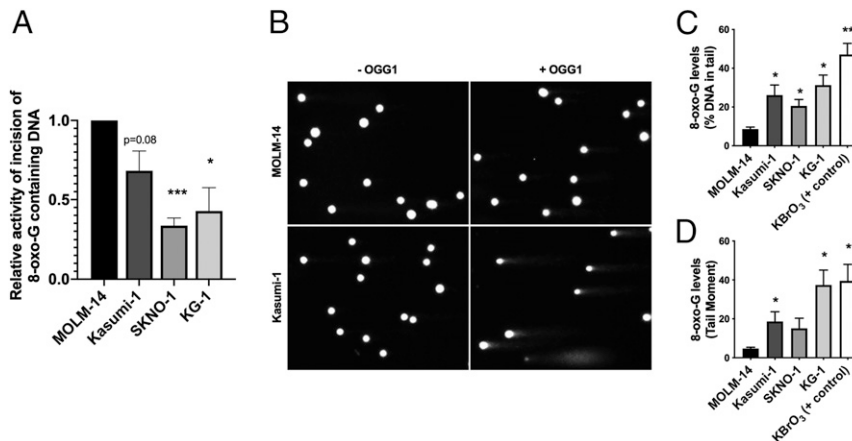 A
Relative activity of incision of
8-oxo-G containing DNA
1.0
0.5
0.0
p=0.08
***
*
MOLM-14
Kasumi-1
SKNO-1
KG-1
B
- OGG1
+ OGG1
MOLM-14
Kasumi-1
C
8-oxo-G levels
(% DNA in tail)
60
40
20
0
*
*
*
**
MOLM-14
Kasumi-1
SKNO-1
KG-1
KBrO3 (+ control)
D
8-oxo-G levels
(Tail Moment)
60
40
20
0
*
*
*
MOLM-14
Kasumi-1
SKNO-1
KG-1
KBrO3 (+ control)